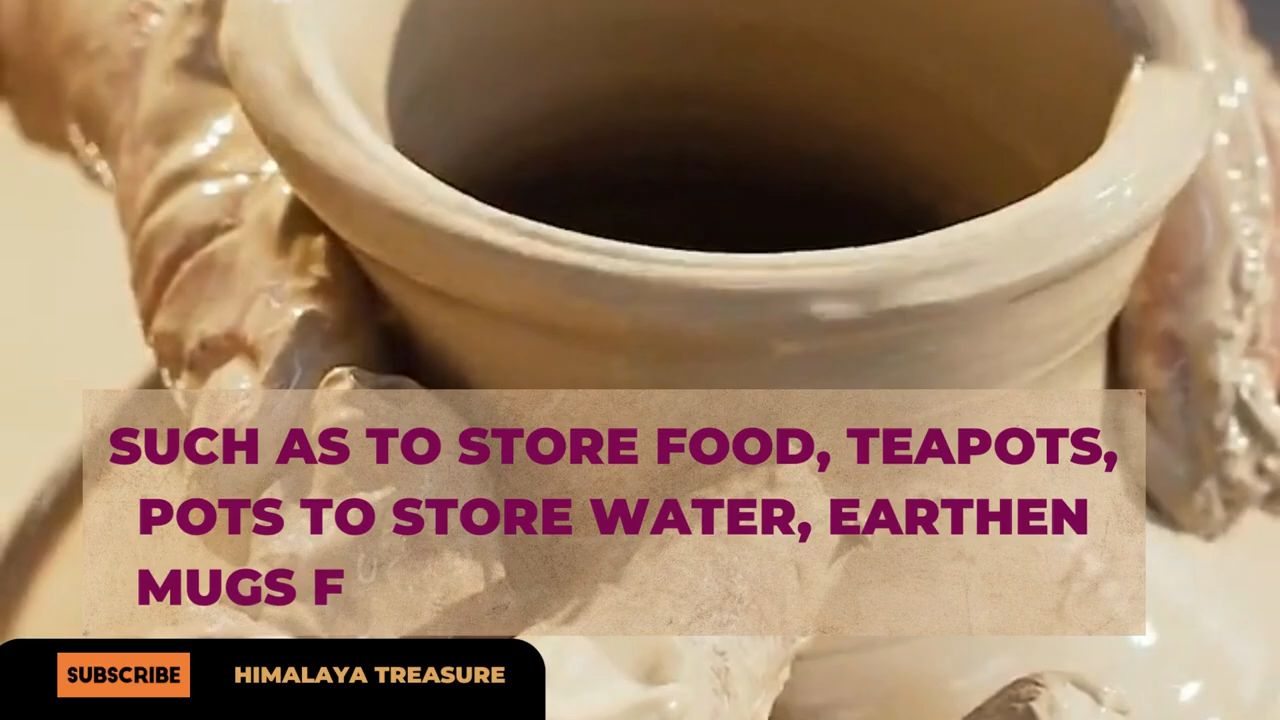 SUCH AS TO STORE FOOD, TEAPOTS,
POTS TO STORE WATER, EARTHEN
MUGS F
SUBSCRIBE HIMALAYA TREASURE